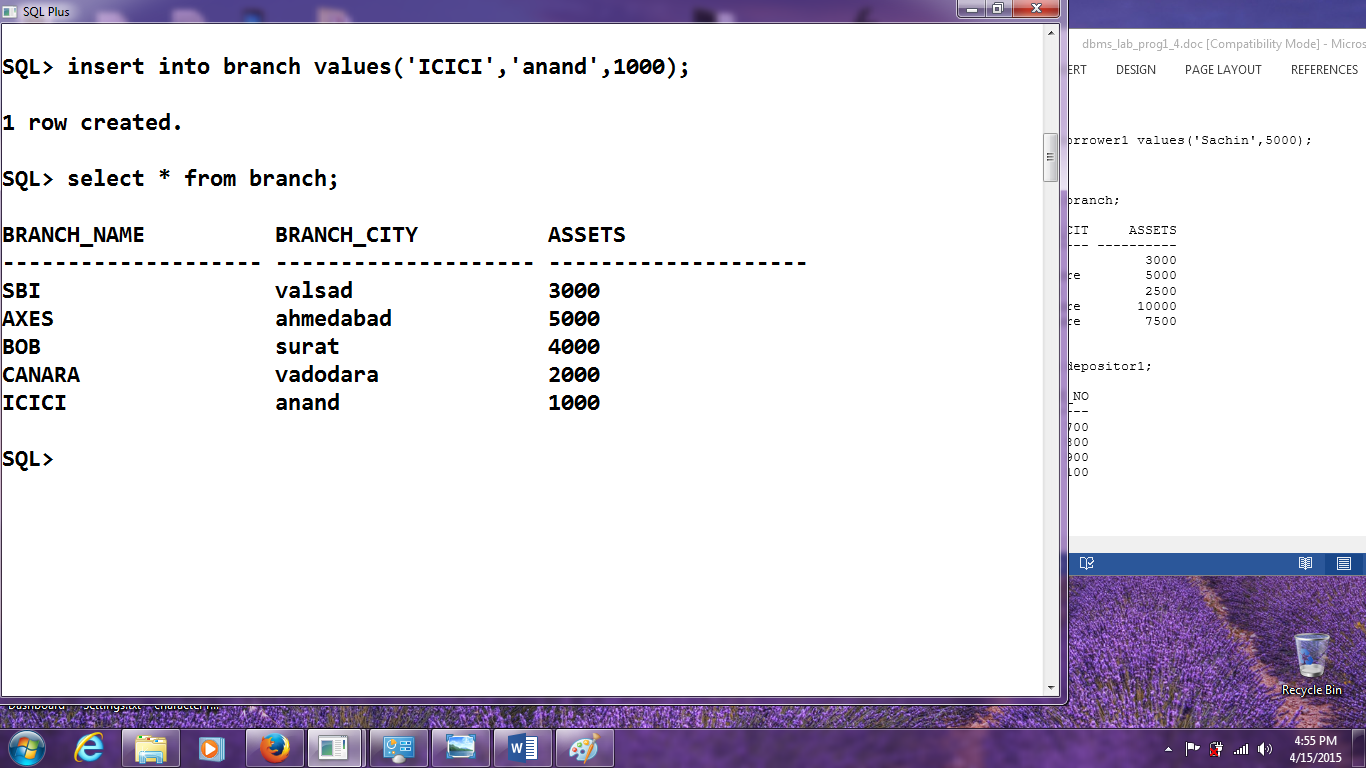 SQL Plus
SQL> insert into branch values('ICICI','anand',1000);
1 row created.
SQL> select * from branch;
BRANCH_NAME BRANCH_CITY ASSETS
-------------------- -------------------- --------------------
SBI valsad 3000
AXES ahmedabad 5000
BOB surat 4000
CANARA vadodara 2000
ICICI anand 1000
SQL>
dbms_lab_prog1_4.doc [Compatibility Mode] - Micros
ERT DESIGN PAGE LAYOUT REFERENCES
orrower1 values('Sachin',5000);
branch;
CIT ASSETS
--- ----------
3000
re 5000
2500
re 10000
re 7500
depositor1;
_NO
---
700
800
900
100
Recycle Bin
Dashboard Settings.txt
4:55 PM
4/15/2015